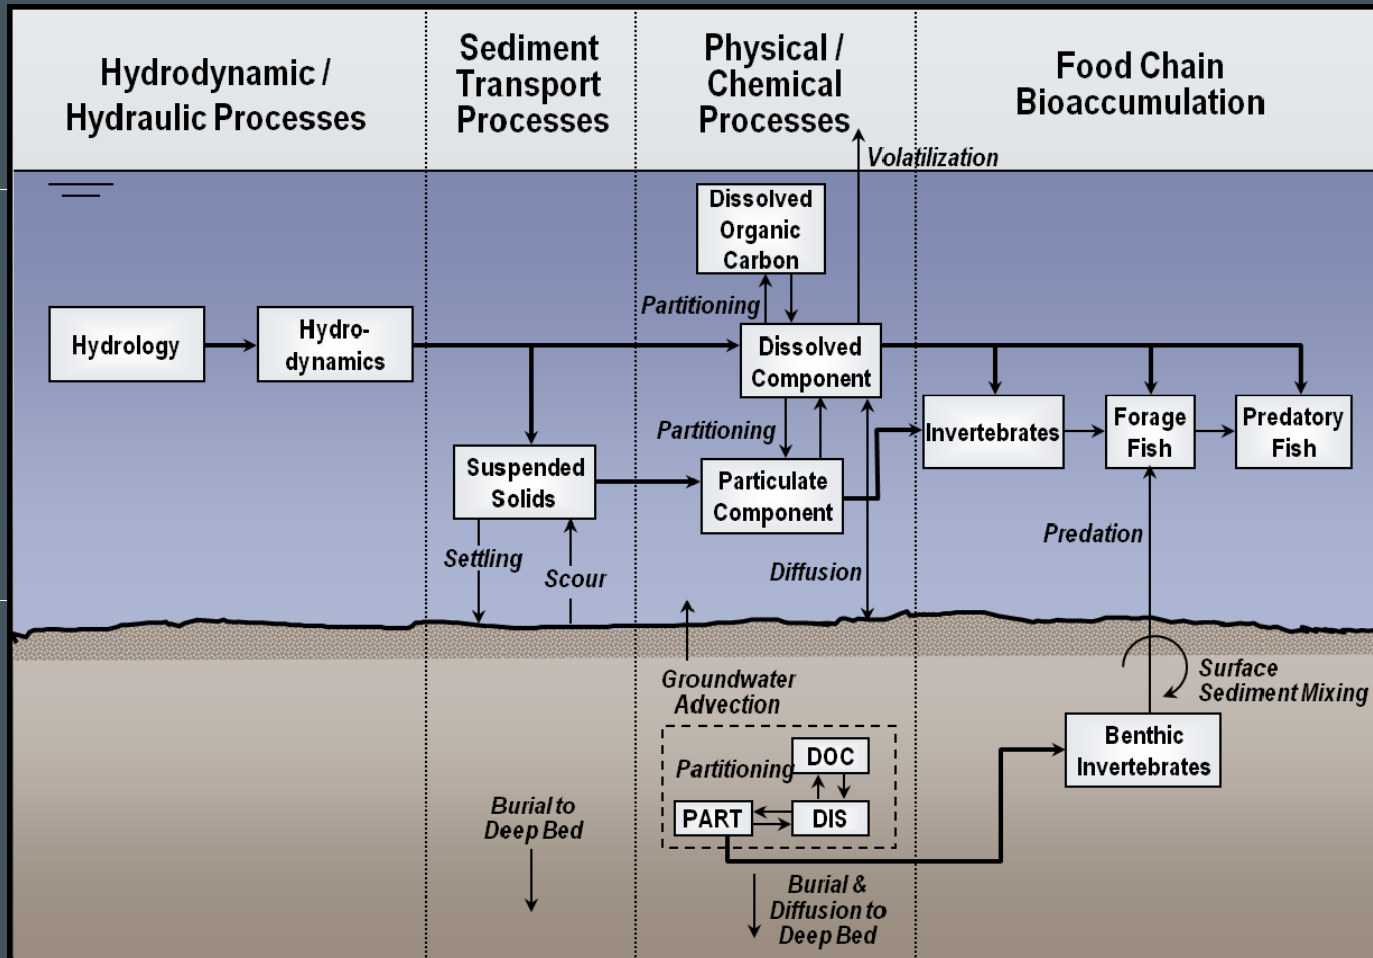 Hydrodynamic /
Hydraulic Processes
Sediment
Transport
Processes
Physical /
Chemical
Processes
Food Chain
Bioaccumulation
Volatilization
Dissolved
Organic
Carbon
Partitioning
Hydrology
Hydro-
dynamics
Dissolved
Component
Partitioning
Invertebrates
Forage
Fish
Predatory
Fish
Suspended
Solids
Particulate
Component
Settling
Scour
Diffusion
Predation
Groundwater
Advection
Surface
Sediment Mixing
Benthic
Invertebrates
Partitioning
DOC
PART
DIS
Burial to
Deep Bed
Burial &
Diffusion to
Deep Bed